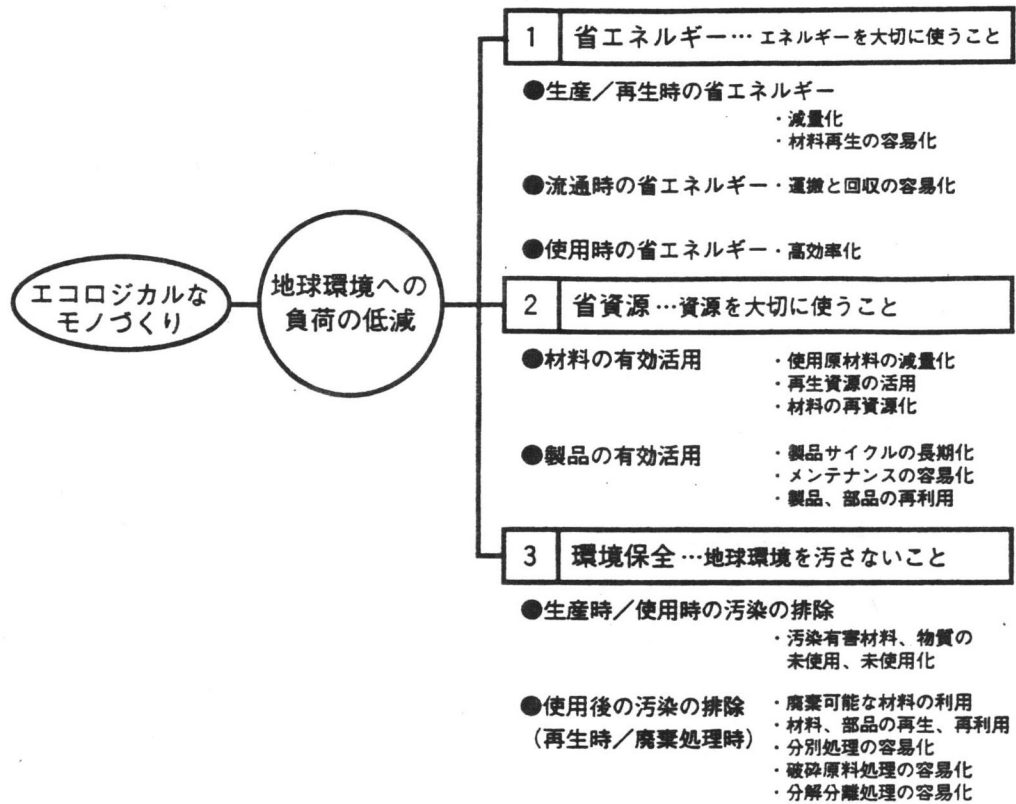 エコロジカルな
モノづくり
地球環境への
負荷の低減
1 省エネルギー… エネルギーを大切に使うこと
●生産/再生時の省エネルギー
・減量化
・材料再生の容易化
●流通時の省エネルギー・運搬と回収の容易化
●使用時の省エネルギー・高効率化
2 省資源…資源を大切に使うこと
●材料の有効活用 ・使用原材料の減量化
・再生資源の活用
・材料の再資源化
●製品の有効活用 ・製品サイクルの長期化
・メンテナンスの容易化
・製品、部品の再利用
3 環境保全…地球環境を汚さないこと
●生産時/使用時の汚染の排除
・汚染有害材料、物質の
未使用、未使用化
●使用後の汚染の排除 ・廃棄可能な材料の利用
(再生時/廃棄処理時) ・材料、部品の再生、再利用
・分別処理の容易化
・破砕原料処理の容易化
・分解分離処理の容易化